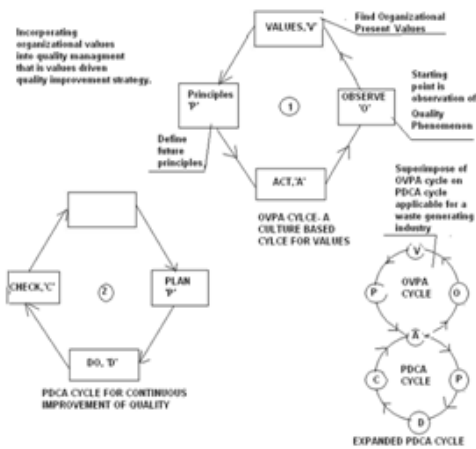 Incorporating
organizational values
into quality managment
that is values driven
quality improvement strategy.
VALUES,'V'
Find Organizational
Present Values
Principles
'P'
1
OBSERVE
'O'
Starting
point is
observation of
Quality
Phenomenon
Define
future
principles,
ACT,'A'
OVPA CYLCE- A
CULTURE BASED
CYLCE FOR VALUES
Superimpose of
OVPA cycle on
PDCA cycle
applicable for a
waste generating
industry
CHECK,'C'
2
PLAN
'P'
DO, 'D'
PDCA CYCLE FOR CONTINUOUS
IMPROVEMENT OF QUALITY
V
P
OVPA
CYCLE
O
A
C
PDCA
CYCLE
P
D
EXPANDED PDCA CYCLE